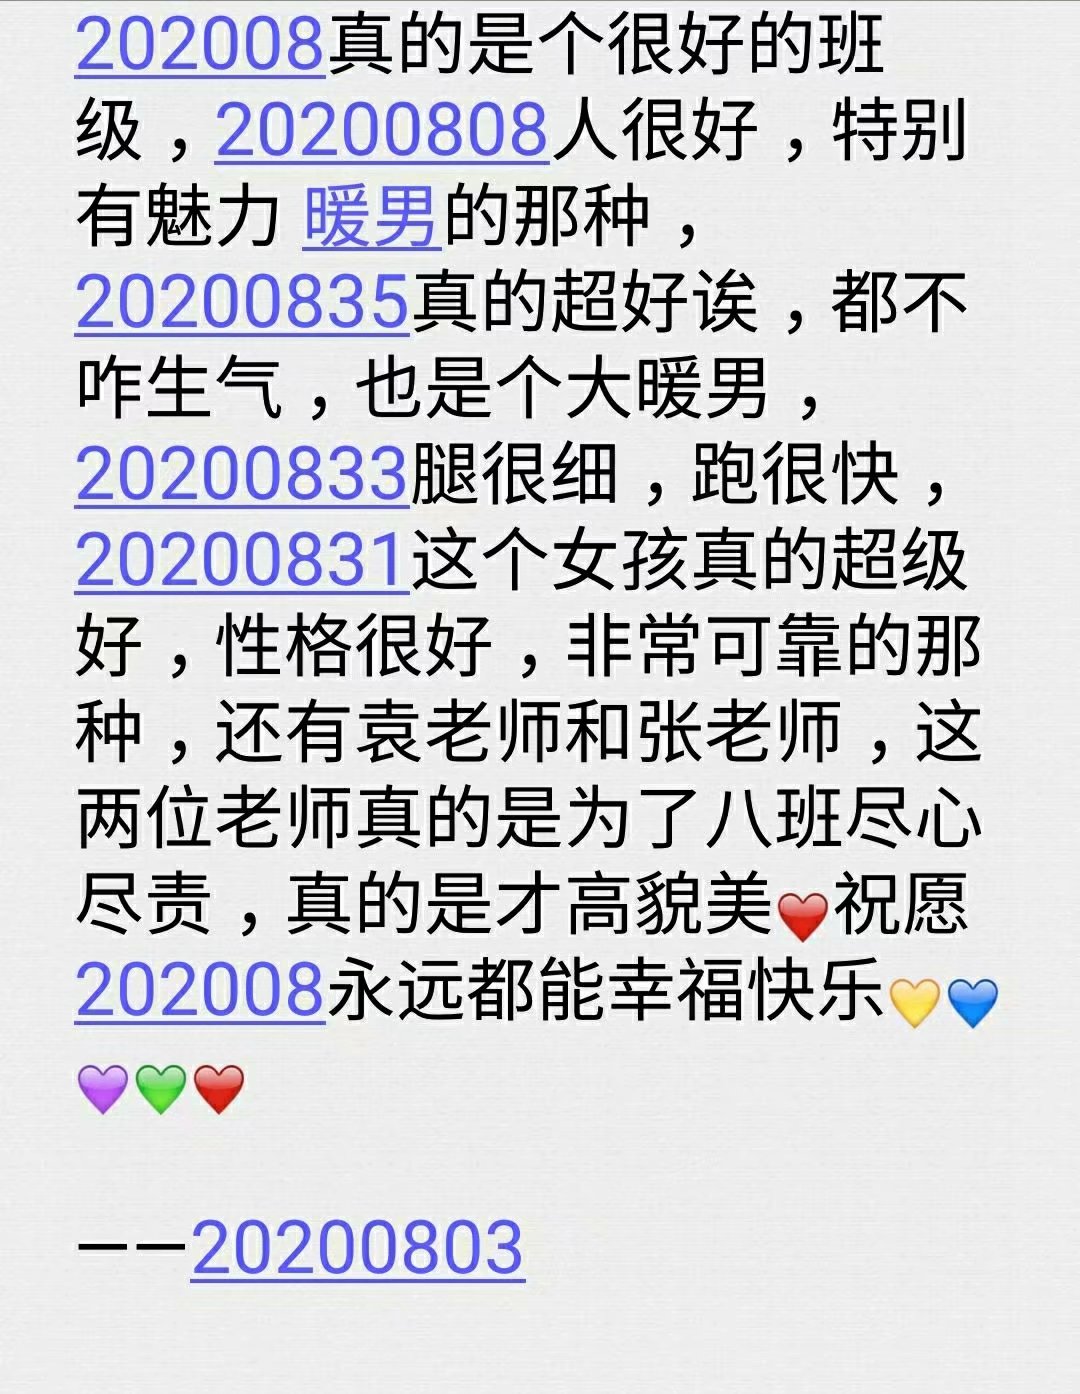 202008真的是个很好的班
级，20200808人很好，特别
有魅力 暖男的那种，
20200835真的超好诶，都不
咋生气，也是个大暖男，
20200833腿很细，跑很快，
20200831这个女孩真的超级
好，性格很好，非常可靠的那
种，还有袁老师和张老师，这
两位老师真的是为了八班尽心
尽责，真的是才高貌美❤️祝愿
202008永远都能幸福快乐💛💙
💜💚❤️
——20200803